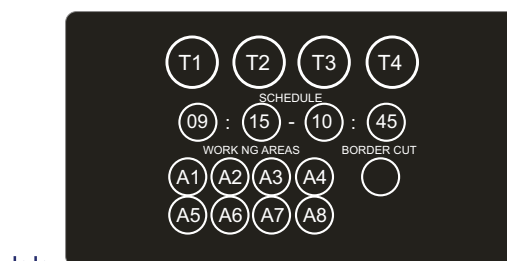 T1 T2 T3 T4
SCHEDULE
09 : 15 - 10 : 45
WORK NG AREAS BORDER CUT
A1 A2 A3 A4
A5 A6 A7 A8